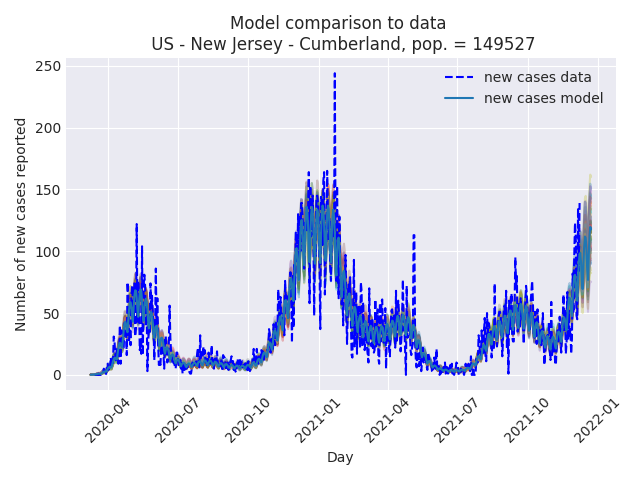 Model comparison to data
US - New Jersey - Cumberland, pop. = 149527
new cases data
new cases model
Number of new cases reported
250
200
150
100
50
0
2020-04
2020-07
2020-10
2021-01
2021-04
2021-07
2021-10
2022-01
Day